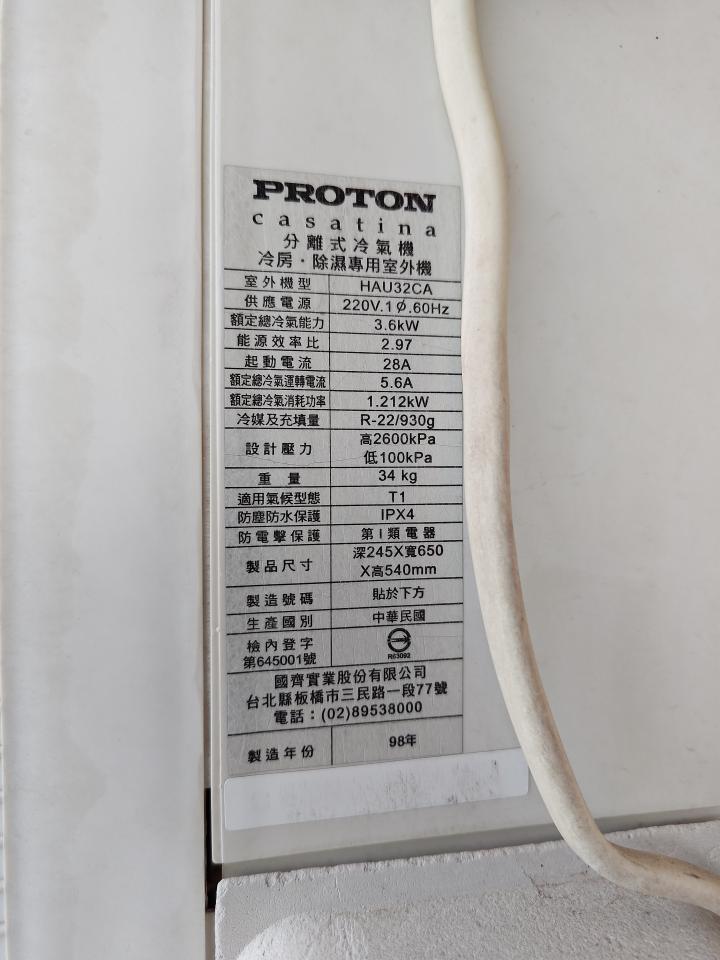 PROTON
casatina
分離式冷氣機
冷房·除濕專用室外機
室外機型 HAU32CA
供應電源 220V.1Ø.60Hz
額定總冷氣能力 3.6kW
能源效率比 2.97
起動電流 28A
額定總冷氣運轉電流 5.6A
額定總冷氣消耗功率 1.212kW
冷媒及充填量 R-22/930g
設計壓力 高2600kPa
低100kPa
重量 34 kg
適用氣候型態 T1
防塵防水保護 IPX4
防電擊保護 第I類電器
製品尺寸 深245X寬650
X高540mm
製造號碼 貼於下方
生產國別 中華民國
檢內登字
第645001號
R63092
國齊實業股份有限公司
台北縣板橋市三民路一段77號
電話：(02)89538000
製造年份 98年